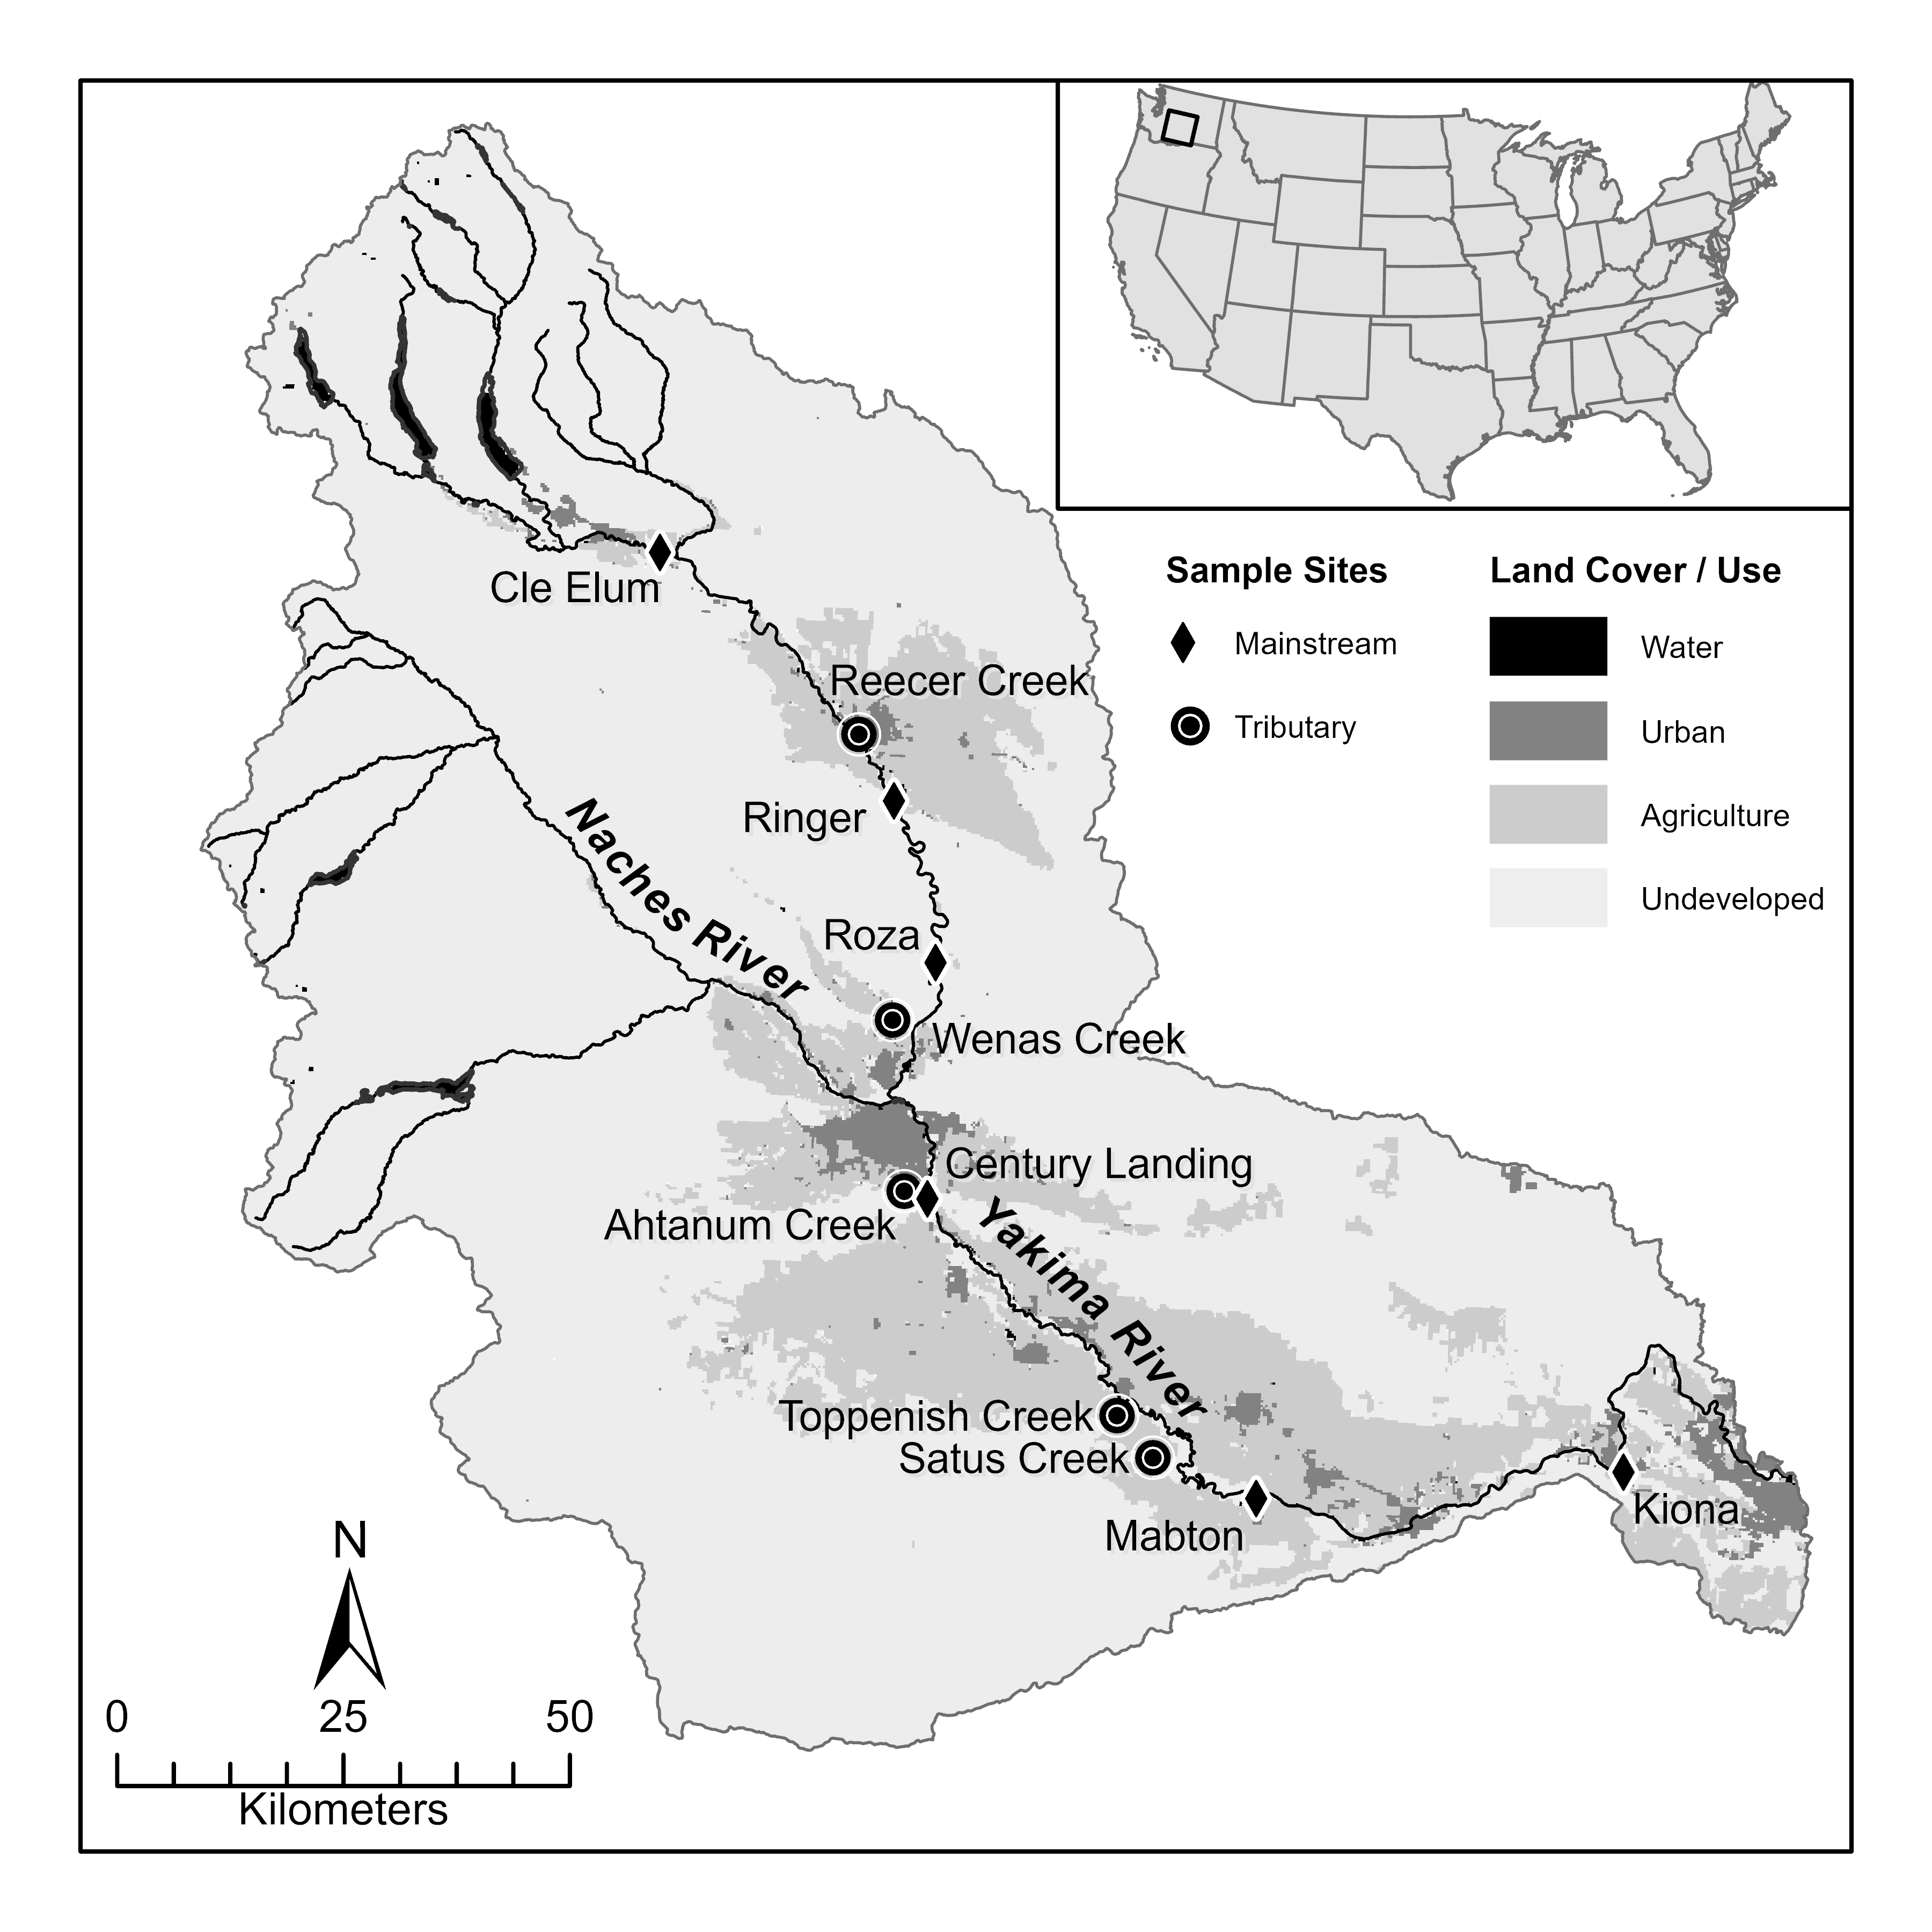 Sample Sites
Mainstream
Tributary
Land Cover / Use
Water
Urban
Agriculture
Undeveloped
Cle Elum
Reecer Creek
Ringer
Naches River
Roza
Wenas Creek
Century Landing
Ahtanum Creek
Yakima River
Toppenish Creek
Satus Creek
Mabton
Kiona
N
0 25 50
Kilometers